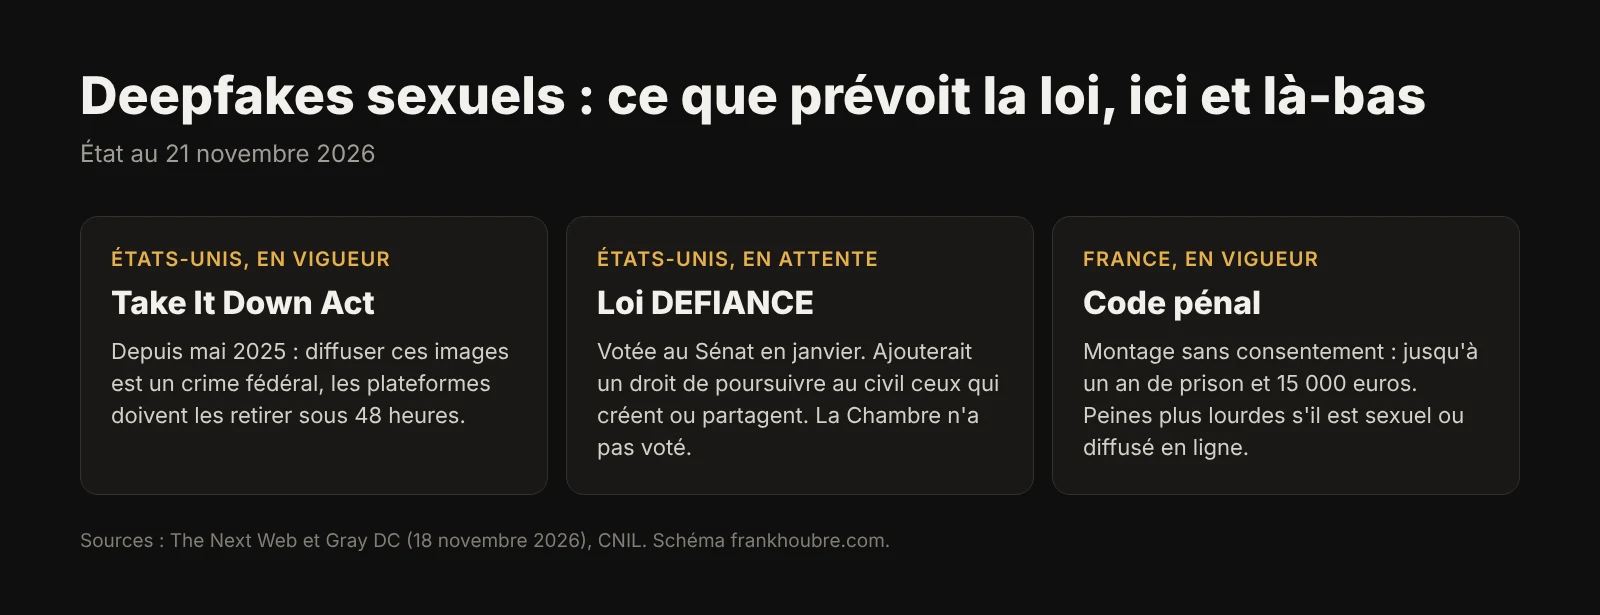 Deepfakes sexuels : ce que prévoit la loi, ici et là-bas
État au 21 novembre 2026
ÉTATS-UNIS, EN VIGUEUR
Take It Down Act
Depuis mai 2025 : diffuser ces images
est un crime fédéral, les plateformes
doivent les retirer sous 48 heures.
ÉTATS-UNIS, EN ATTENTE
Loi DEFIANCE
Votée au Sénat en janvier. Ajouterait
un droit de poursuivre au civil ceux qui
créent ou partagent. La Chambre n'a
pas voté.
FRANCE, EN VIGUEUR
Code pénal
Montage sans consentement : jusqu'à
un an de prison et 15 000 euros.
Peines plus lourdes s'il est sexuel ou
diffusé en ligne.
Sources : The Next Web et Gray DC (18 novembre 2026), CNIL. Schéma frankhoubre.com.